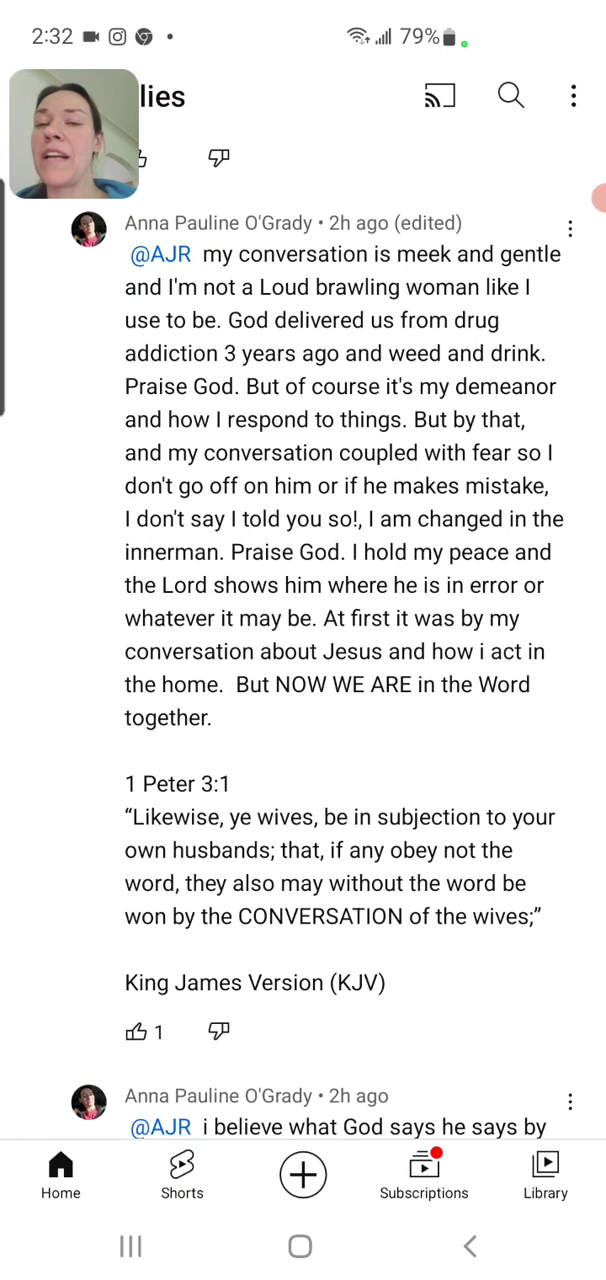 2:32 79%
lies
Anna Pauline O'Grady • 2h ago (edited)
@AJR my conversation is meek and gentle
and I'm not a Loud brawling woman like I
use to be. God delivered us from drug
addiction 3 years ago and weed and drink.
Praise God. But of course it's my demeanor
and how I respond to things. But by that,
and my conversation coupled with fear so I
don't go off on him or if he makes mistake,
I don't say I told you so!, I am changed in the
innerman. Praise God. I hold my peace and
the Lord shows him where he is in error or
whatever it may be. At first it was by my
conversation about Jesus and how i act in
the home.  But NOW WE ARE in the Word
together.
1 Peter 3:1
“Likewise, ye wives, be in subjection to your
own husbands; that, if any obey not the
word, they also may without the word be
won by the CONVERSATION of the wives;”
King James Version (KJV)
1
Anna Pauline O'Grady • 2h ago
@AJR i believe what God says he says by
Home Shorts Subscriptions Library